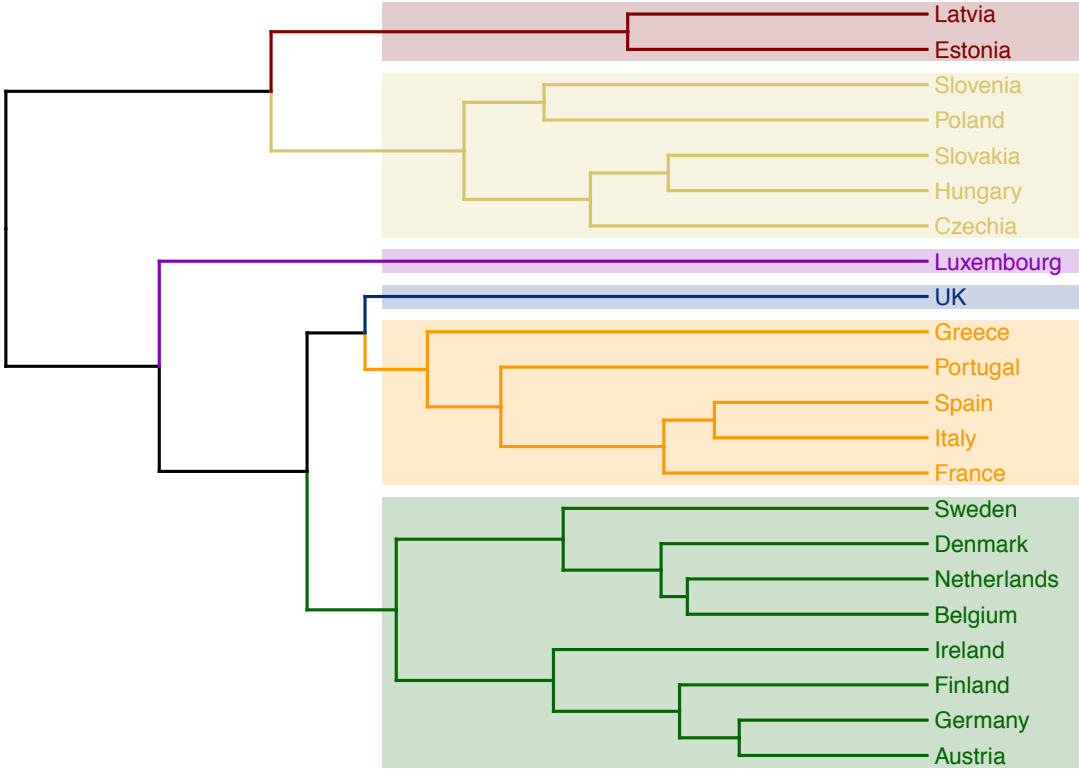 Latvia
Estonia
Slovenia
Poland
Slovakia
Hungary
Czechia
Luxembourg
UK
Greece
Portugal
Spain
Italy
France
Sweden
Denmark
Netherlands
Belgium
Ireland
Finland
Germany
Austria